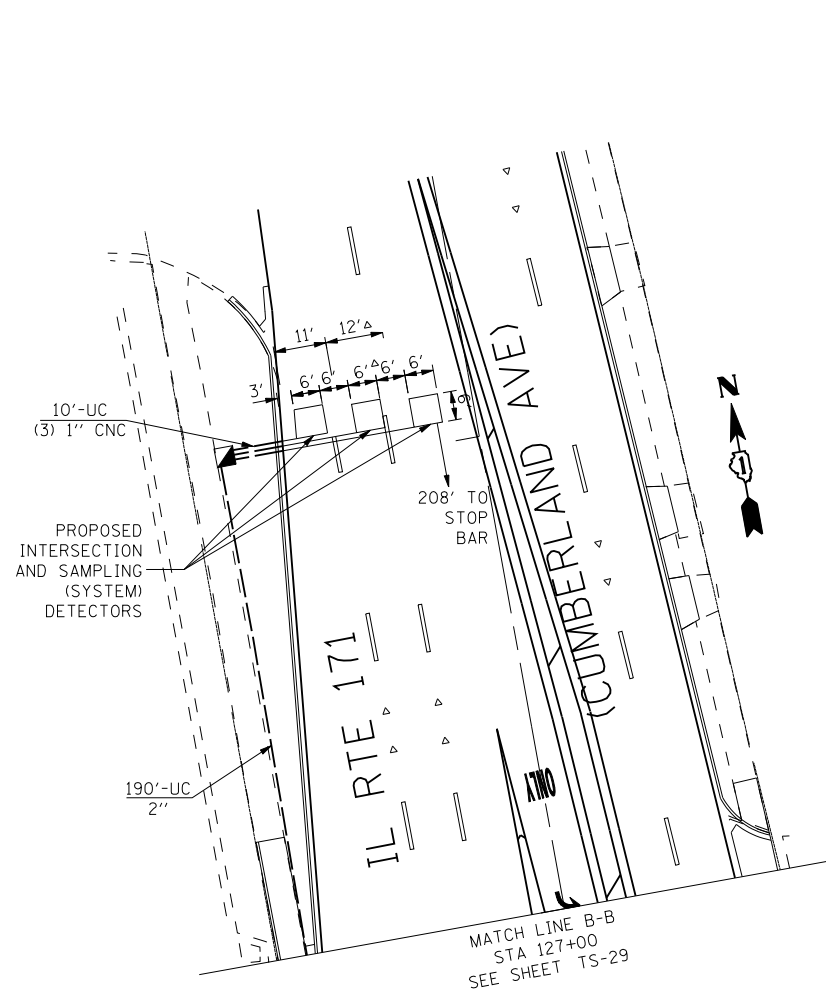 N
1
11'
12'
3'
6'
6'
6'
6'
6'
6'
10'-UC
(3) 1'' CNC
208' TO
STOP
BAR
PROPOSED
INTERSECTION
AND SAMPLING
(SYSTEM)
DETECTORS
IL RTE 171
(CUMBERLAND AVE)
190'-UC
2''
ONLY
MATCH LINE B-B
STA 127+00
SEE SHEET TS-29